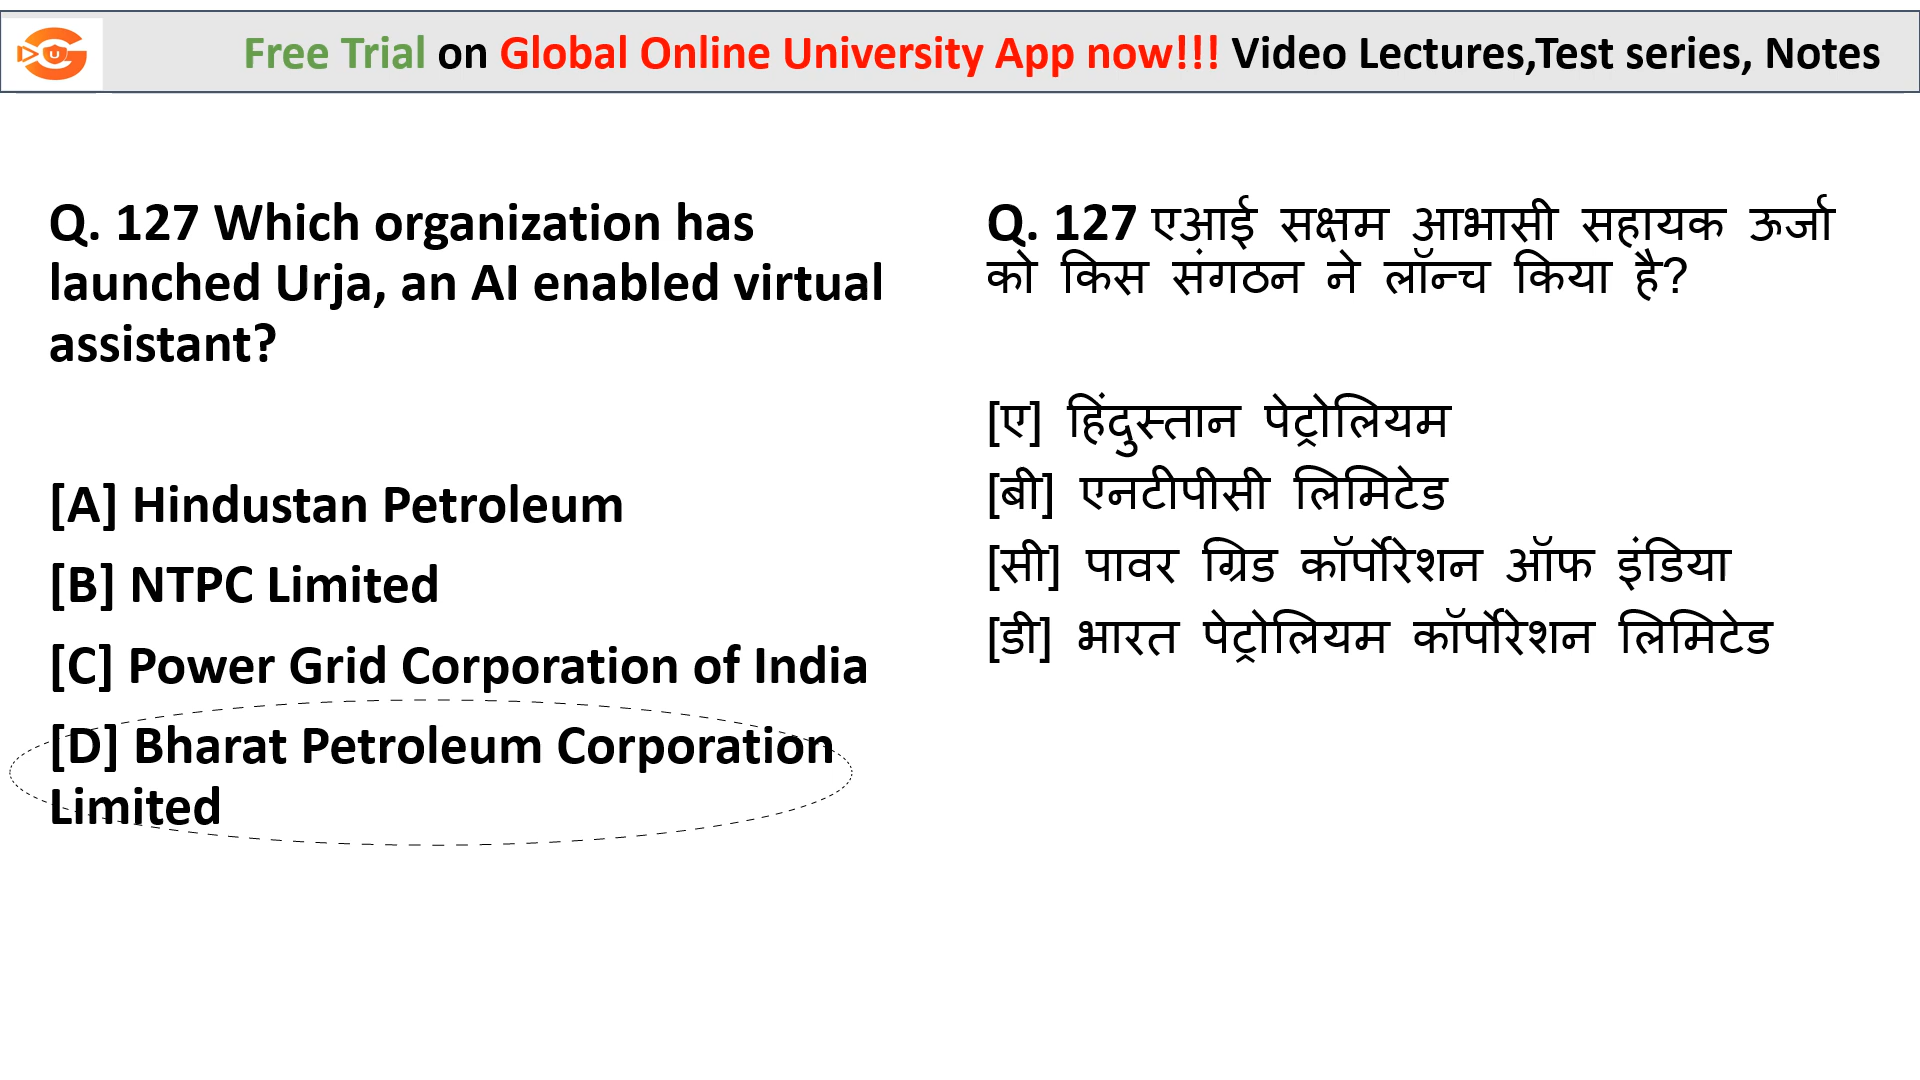 Free Trial on Global Online University App now!!! Video Lectures,Test series, Notes
Q. 127 Which organization has
launched Urja, an AI enabled virtual
assistant?
[A] Hindustan Petroleum
[B] NTPC Limited
[C] Power Grid Corporation of India
[D] Bharat Petroleum Corporation
Limited
Q. 127 एआई सक्षम आभासी सहायक ऊर्जा
को किस संगठन ने लॉन्च किया है?
[ए] हिंदुस्तान पेट्रोलियम
[बी] एनटीपीसी लिमिटेड
[सी] पावर ग्रिड कॉर्पोरेशन ऑफ इंडिया
[डी] भारत पेट्रोलियम कॉर्पोरेशन लिमिटेड